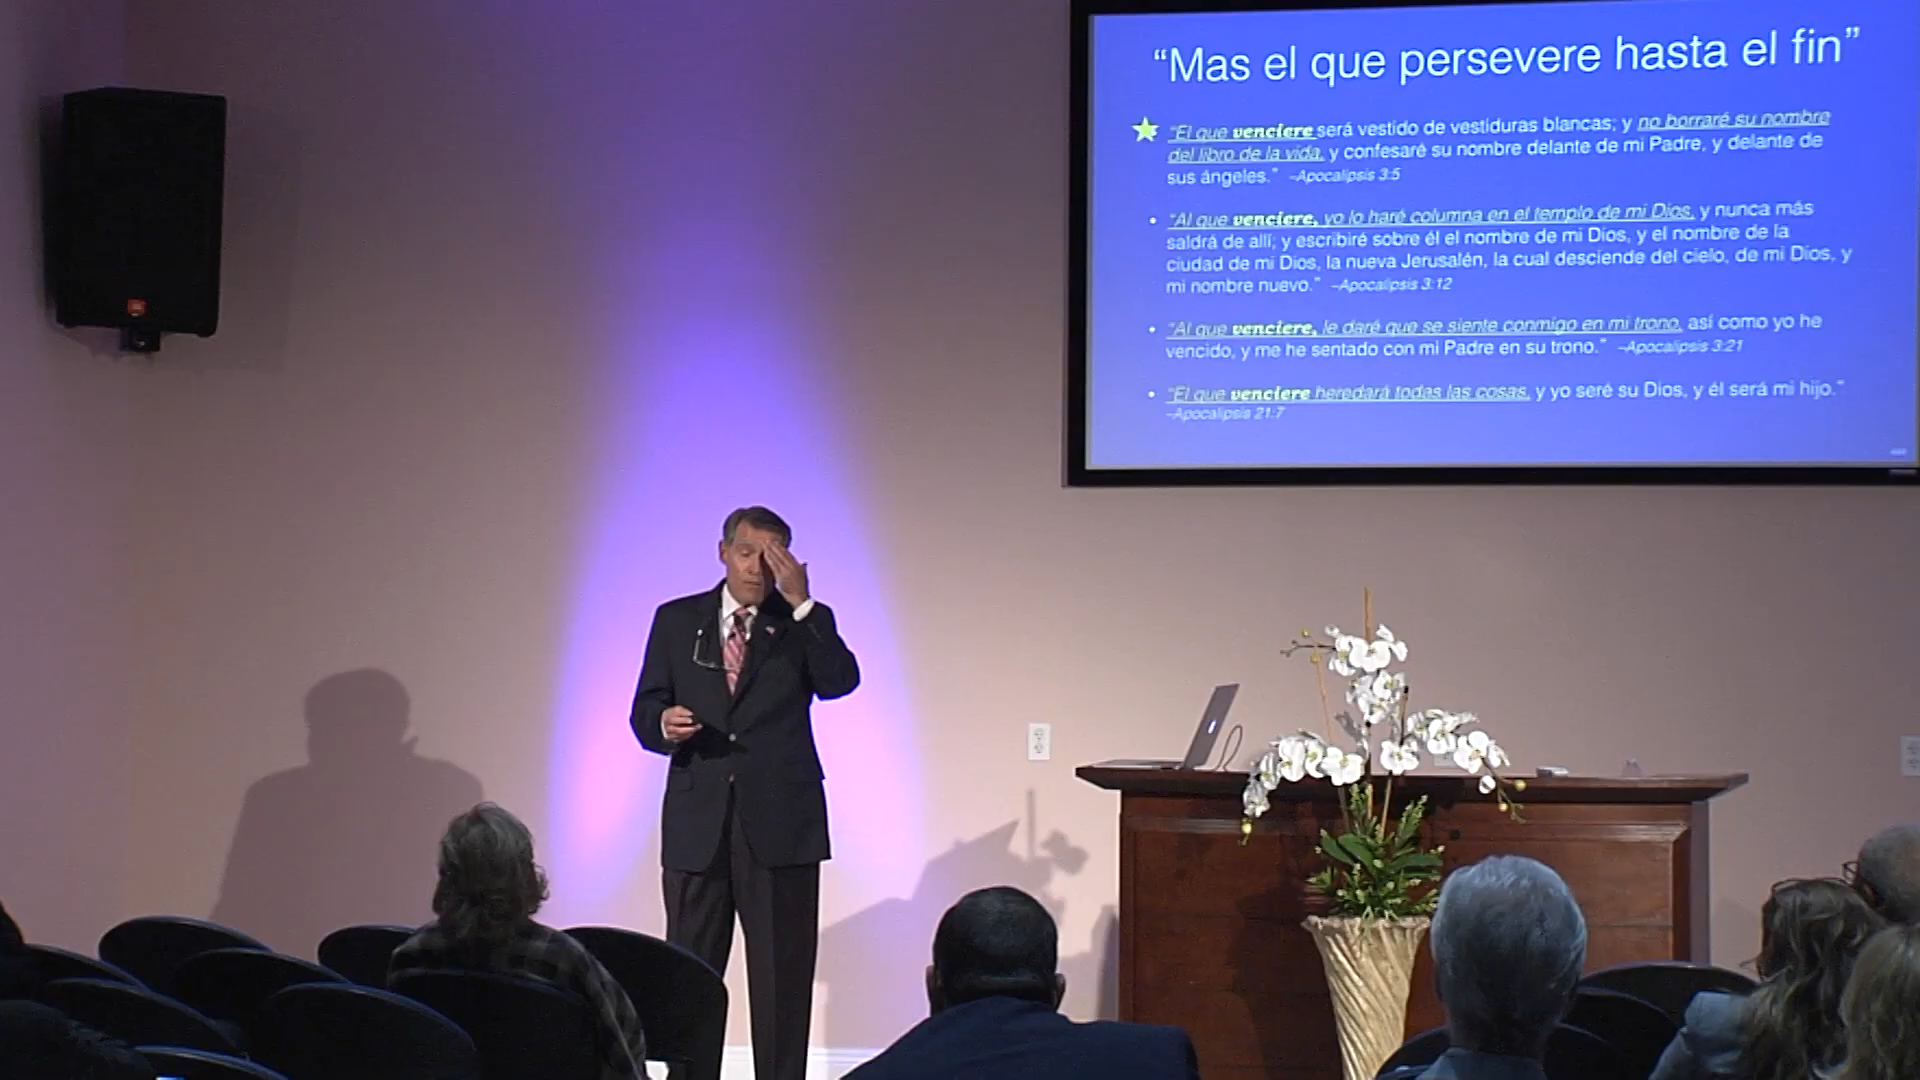 “Mas el que persevere hasta el fin”
“El que venciere será vestido de vestiduras blancas; y no borraré su nombre
del libro de la vida, y confesaré su nombre delante de mi Padre, y delante de
sus ángeles.” –Apocalipsis 3:5
• “Al que venciere, yo lo haré columna en el templo de mi Dios, y nunca más
saldrá de allí; y escribiré sobre él el nombre de mi Dios, y el nombre de la
ciudad de mi Dios, la nueva Jerusalén, la cual desciende del cielo, de mi Dios, y
mi nombre nuevo.” –Apocalipsis 3:12
• “Al que venciere, le daré que se siente conmigo en mi trono, así como yo he
vencido, y me he sentado con mi Padre en su trono.” –Apocalipsis 3:21
• “El que venciere heredará todas las cosas, y yo seré su Dios, y él será mi hijo.”
–Apocalipsis 21:7